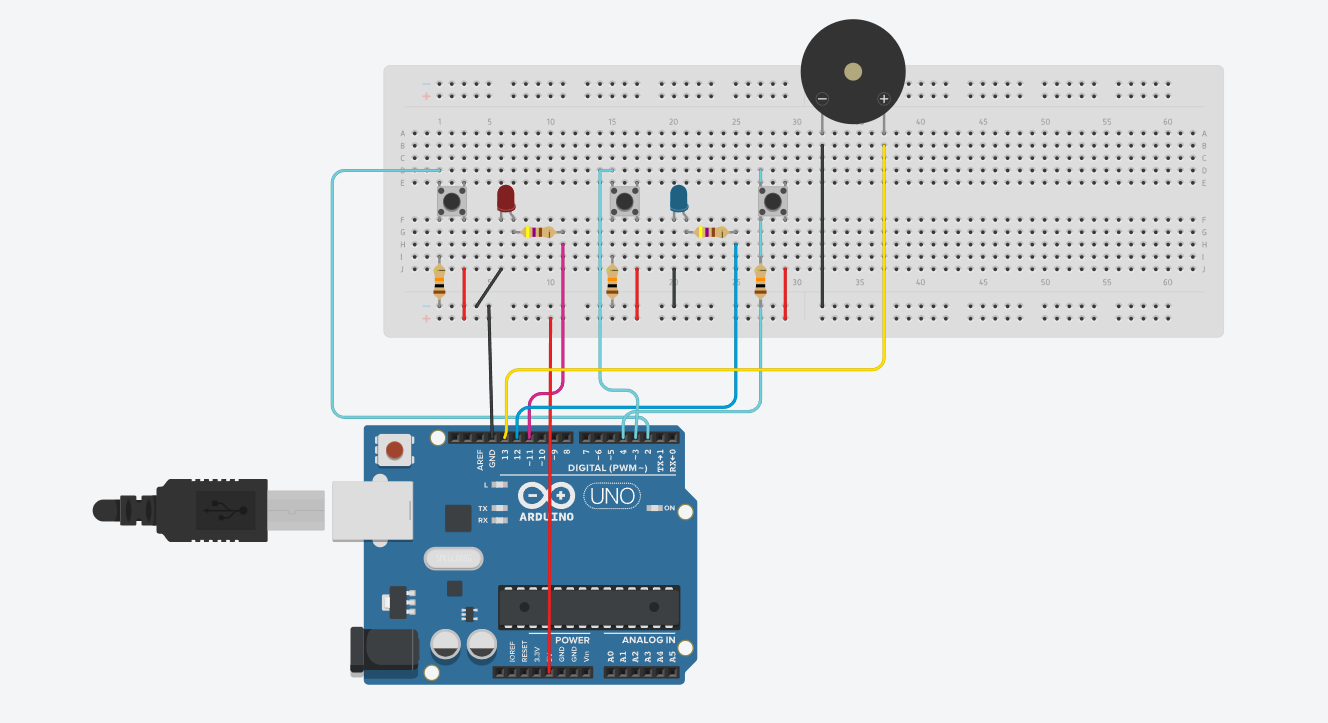 − +
1 5 10 15 20 25 30 35 40 45 50 55 60
A A
B B
C C
D D
E E
F F
G G
H H
I I
J J
1 5 10 15 20 25 30 35 40 45 50 55 60
AREF GND 13 12 ~11 ~10 ~9 8 7 ~6 ~5 4 ~3 2 TX→1 RX←0
DIGITAL (PWM~)
L
TX
RX
ARDUINO
UNO
ON
POWER
ANALOG IN
IOREF RESET 3.3V GND GND Vin A0 A1 A2 A3 A4 A5